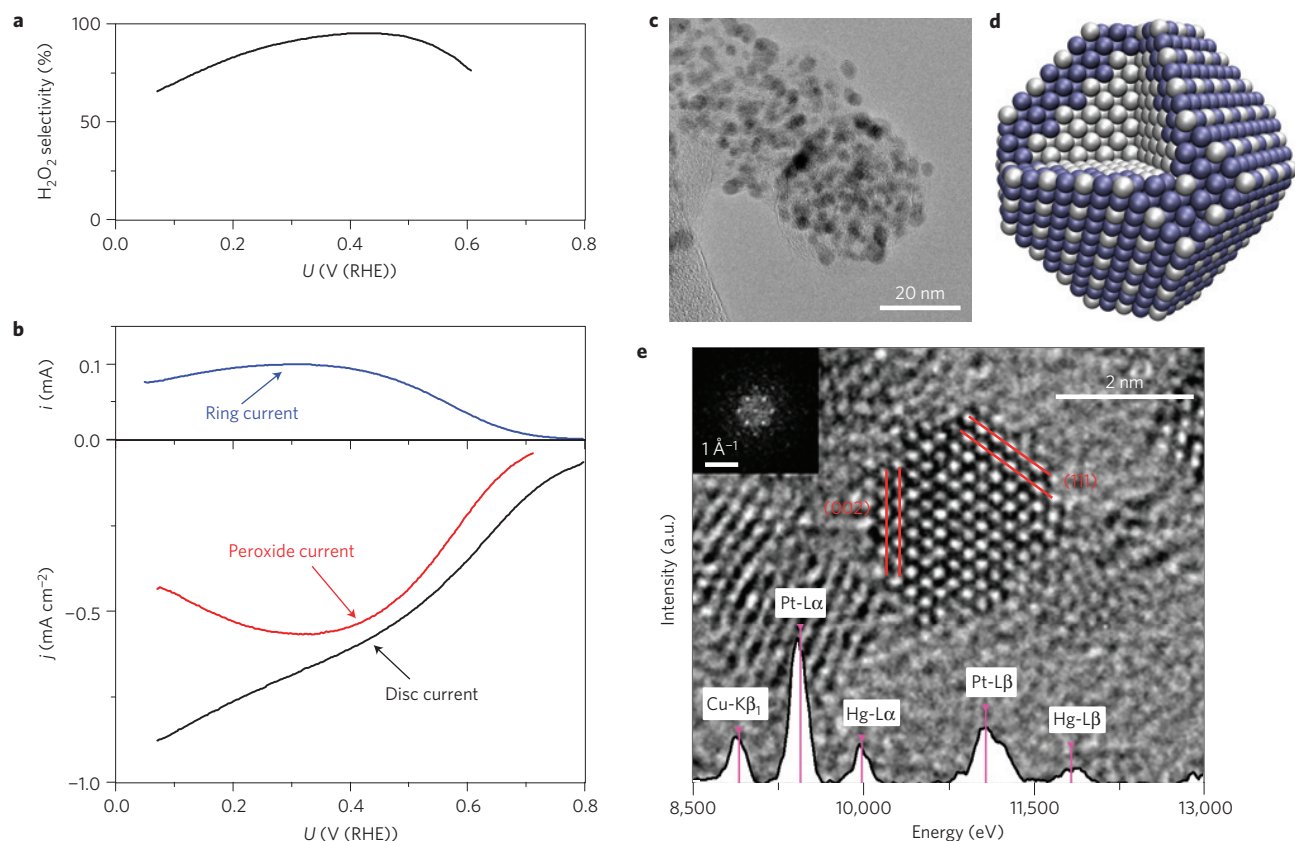 a
100
50
0
H₂O₂ selectivity (%)
0.0 0.2 0.4 0.6 0.8
U (V (RHE))
b
0.1
0.0
i (mA)
Ring current
Peroxide current
Disc current
−0.5
−1.0
j (mA cm⁻²)
0.0 0.2 0.4 0.6 0.8
U (V (RHE))
c
20 nm
d
e
1 Å⁻¹
2 nm
(002)
(111)
Intensity (a.u.)
Cu-Kβ₁
Pt-Lα
Hg-Lα
Pt-Lβ
Hg-Lβ
8,500 10,000 11,500 13,000
Energy (eV)